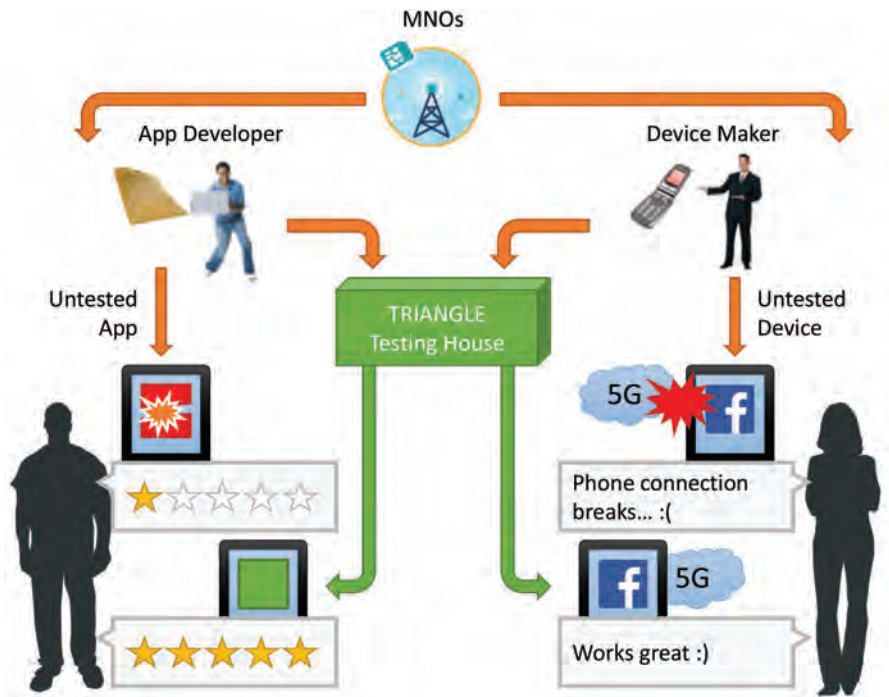 MNOs
App Developer
Device Maker
Untested
App
TRIANGLE
Testing House
Untested
Device
5G
f
Phone connection
breaks... :(
f
5G
Works great :)